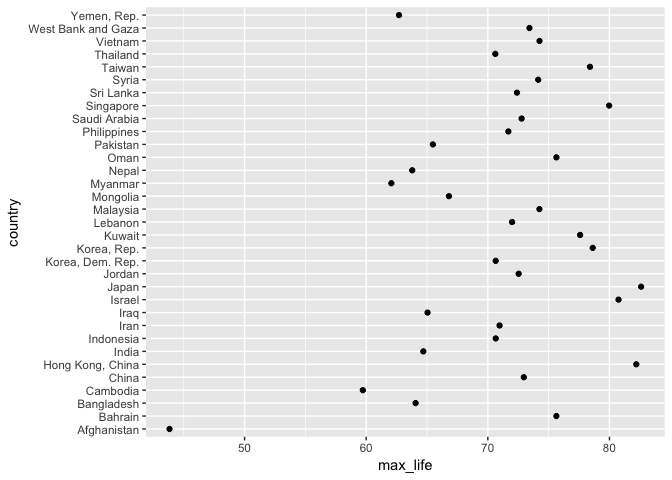 Yemen, Rep.
West Bank and Gaza
Vietnam
Thailand
Taiwan
Syria
Sri Lanka
Singapore
Saudi Arabia
Philippines
Pakistan
Oman
Nepal
Myanmar
Mongolia
Malaysia
Lebanon
Kuwait
Korea, Rep.
Korea, Dem. Rep.
Jordan
Japan
Israel
Iraq
Iran
Indonesia
India
Hong Kong, China
China
Cambodia
Bangladesh
Bahrain
Afghanistan
country
50 60 70 80
max_life